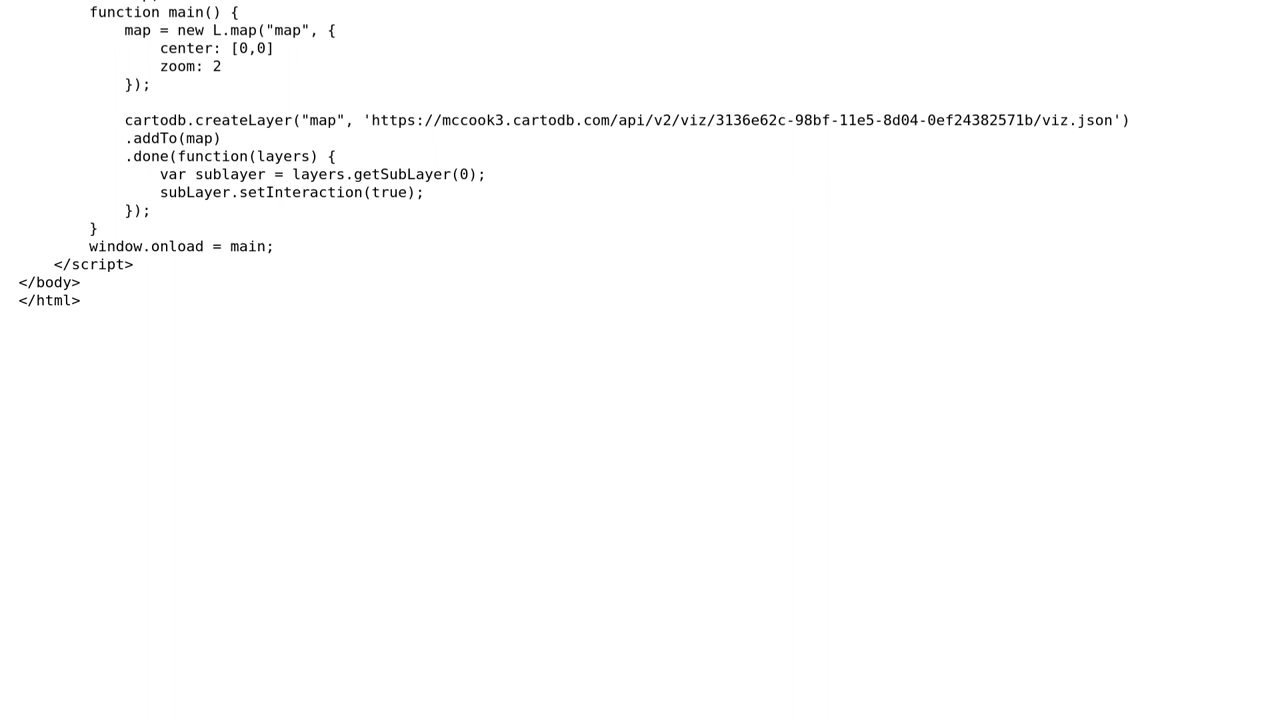 function main() {
map = new L.map("map", {
center: [0,0]
zoom: 2
});
cartodb.createLayer("map", 'https://mccook3.cartodb.com/api/v2/viz/3136e62c-98bf-11e5-8d04-0ef24382571b/viz.json')
.addTo(map)
.done(function(layers) {
var sublayer = layers.getSubLayer(0);
subLayer.setInteraction(true);
});
}
window.onload = main;
</script>
</body>
</html>